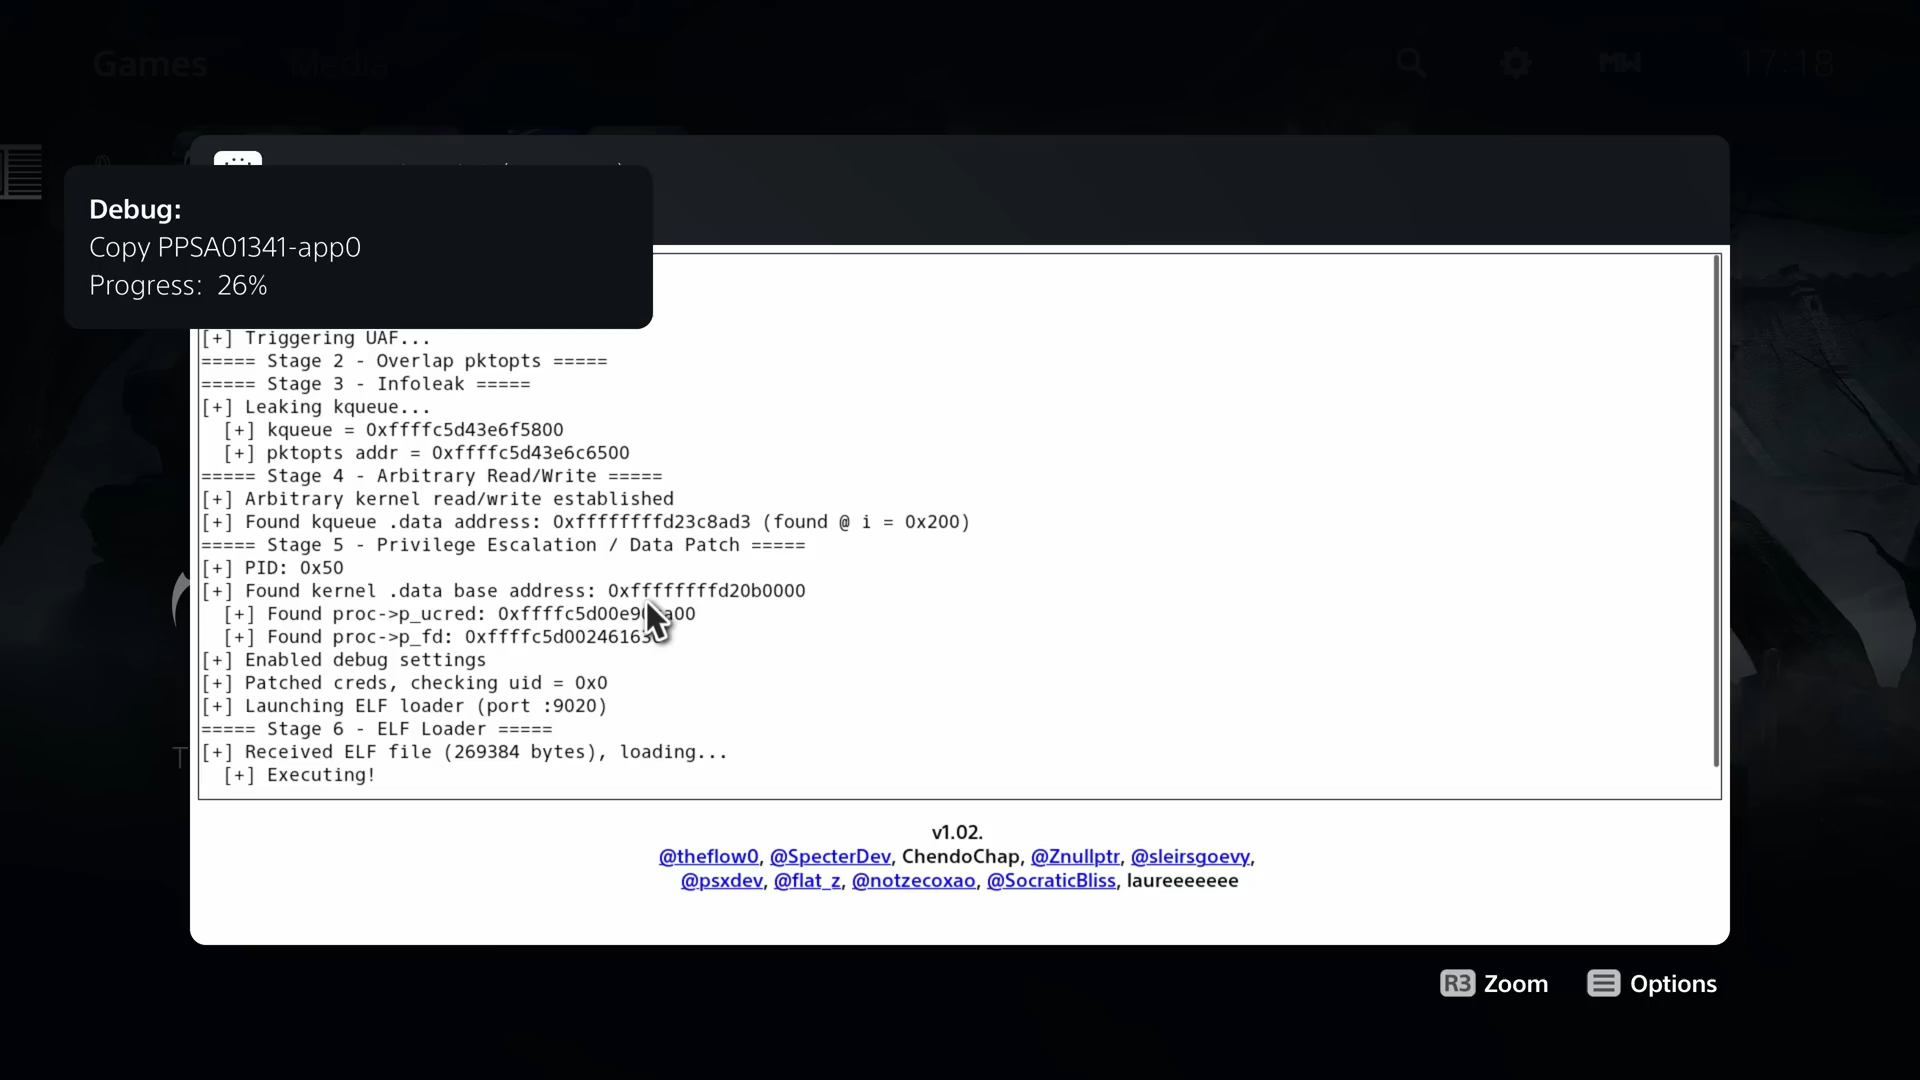 Games Media 17:18
Debug:
Copy PPSA01341-app0
Progress: 26%
[+] Triggering UAF...
===== Stage 2 - Overlap pktopts =====
===== Stage 3 - Infoleak =====
[+] Leaking kqueue...
[+] kqueue = 0xffffc5d43e6f5800
[+] pktopts addr = 0xffffc5d43e6c6500
===== Stage 4 - Arbitrary Read/Write =====
[+] Arbitrary kernel read/write established
[+] Found kqueue .data address: 0xffffffffd23c8ad3 (found @ i = 0x200)
===== Stage 5 - Privilege Escalation / Data Patch =====
[+] PID: 0x50
[+] Found kernel .data base address: 0xffffffffd20b0000
[+] Found proc->p_ucred:
[+] Found proc->p_fd:
[+] Enabled debug settings
[+] Patched creds, checking uid = 0x0
[+] Launching ELF loader (port :9020)
===== Stage 6 - ELF Loader =====
[+] Received ELF file (269384 bytes), loading...
[+] Executing!
v1.02.
@theflow0, @SpecterDev, ChendoChap, @Znullptr, @sleirsgoevy,
@psxdev, @flat_z, @notzecoxao, @SocraticBliss, laureeeeeee
R3 Zoom Options